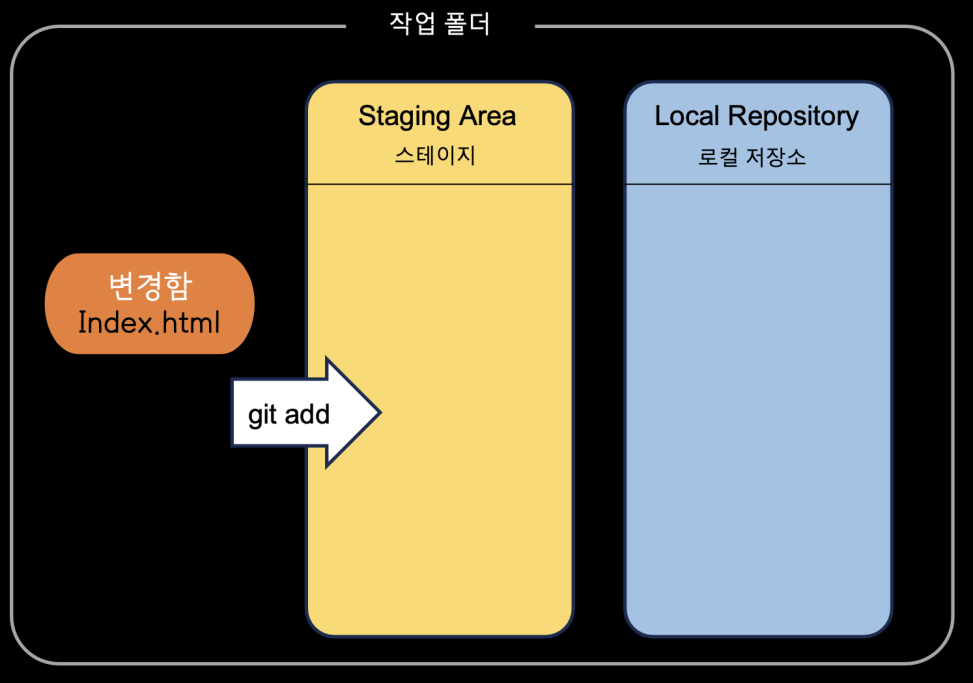 작업 폴더
Staging Area
스테이지
Local Repository
로컬 저장소
변경함
Index.html
git add